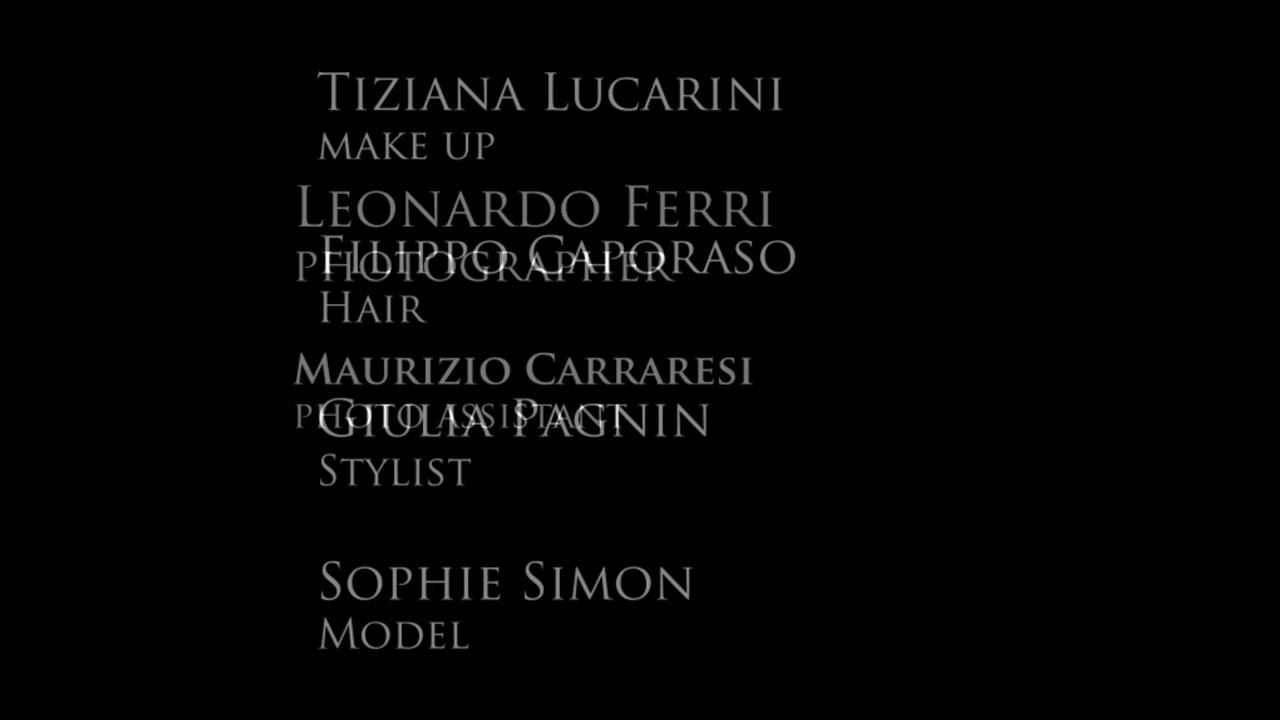 Tiziana Lucarini
make up
Leonardo Ferri
photographer
Filippo Caporaso
Hair
Maurizio Carraresi
photo assistant
Giulia Pagnin
Stylist
Sophie Simon
Model